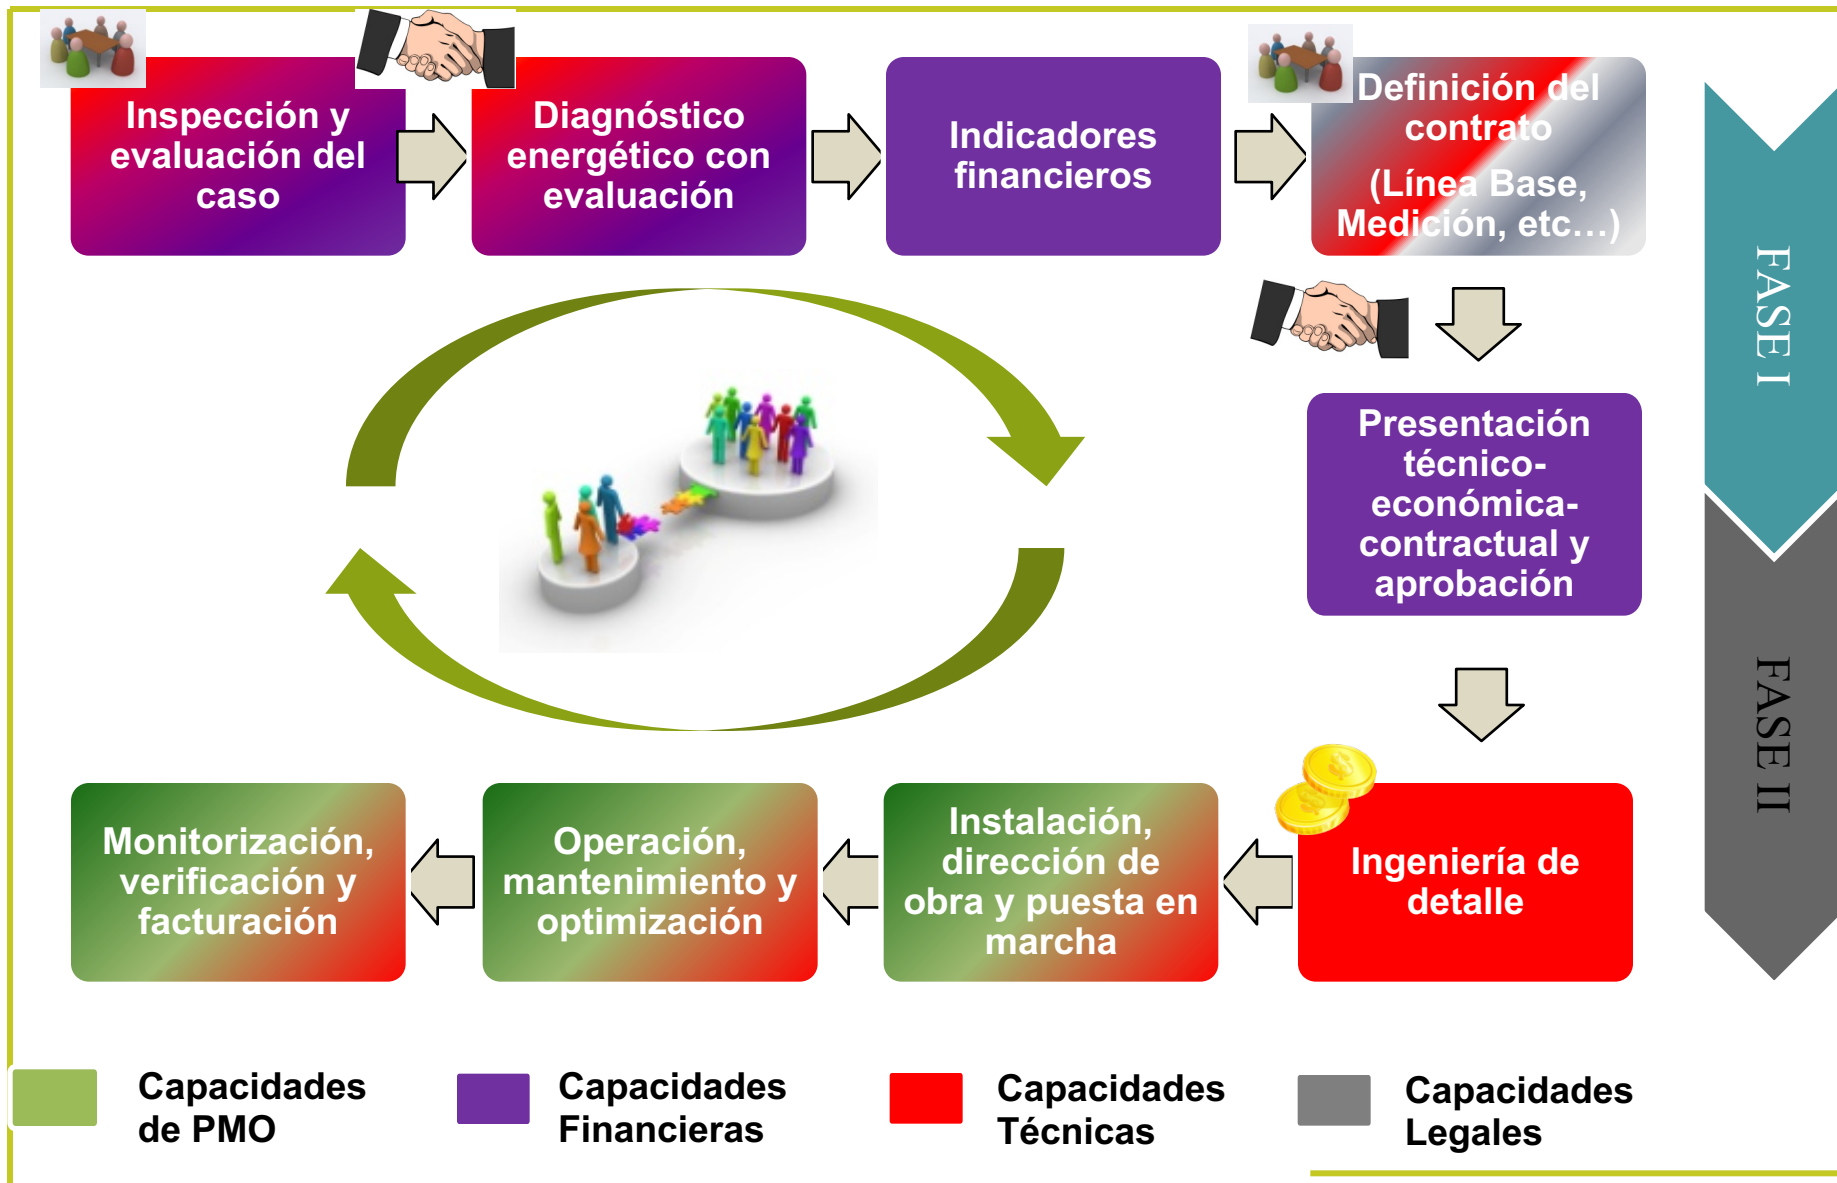 Inspección y
evaluación del
caso
Diagnóstico
energético con
evaluación
Indicadores
financieros
Definición del
contrato
(Línea Base,
Medición, etc…)
FASE I
Presentación
técnico-
económica-
contractual y
aprobación
FASE II
Monitorización,
verificación y
facturación
Operación,
mantenimiento y
optimización
Instalación,
dirección de
obra y puesta en
marcha
Ingeniería de
detalle
Capacidades
de PMO
Capacidades
Financieras
Capacidades
Técnicas
Capacidades
Legales